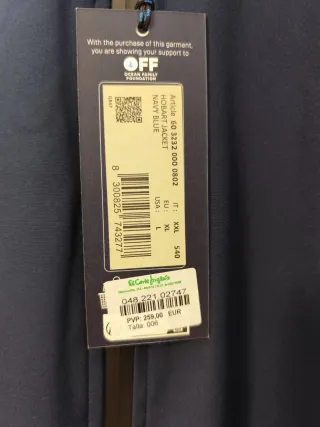 With the purchase of this garment,
you are showing your support to
OFF
OCEAN FAMILY
FOUNDATION
Article 60 3232 000 0802
HOBART JACKET
NAVY BLUE
IT: XXL 540
EU: XL
USA: L
8 300825 743277
El Corte Inglés
048 221 02747
PVP: 259,00 EUR
Talla 006